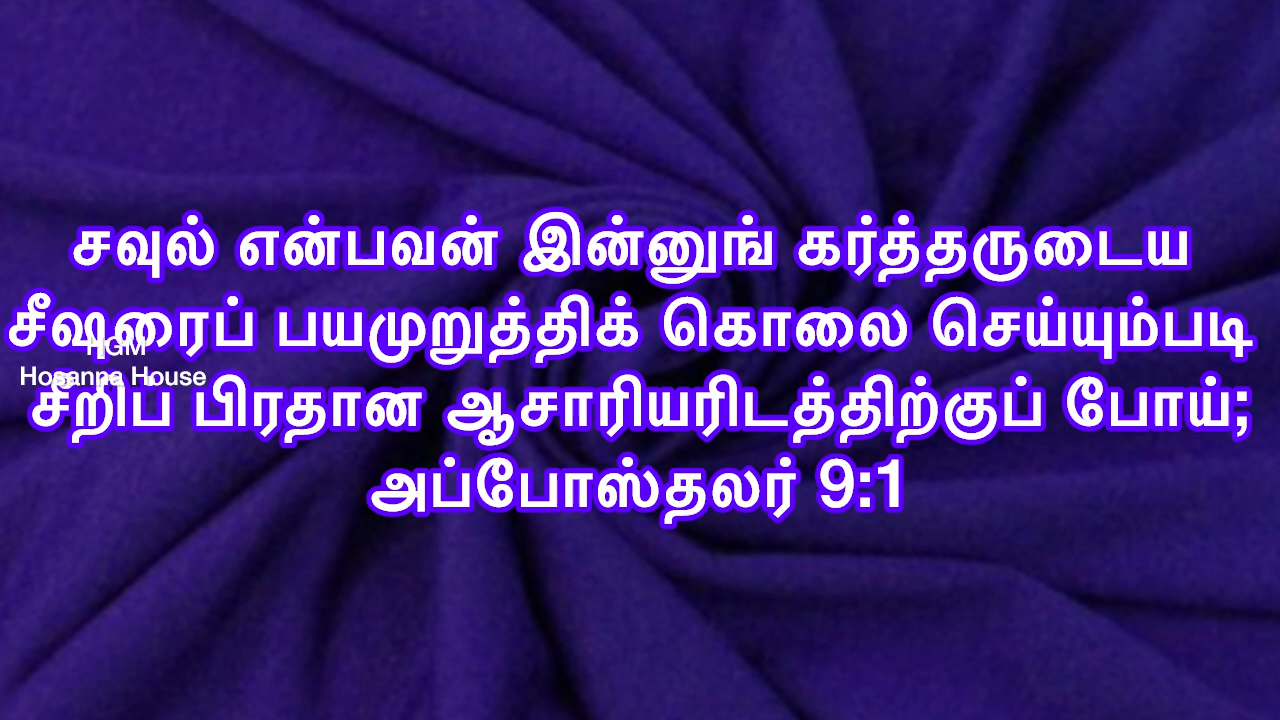 சவுல் என்பவன் இன்னுங் கர்த்தருடைய
சீஷரைப் பயமுறுத்திக் கொலை செய்யும்படி
HGM
Hosanna House
சீறிப் பிரதான ஆசாரியரிடத்திற்குப் போய்;
அப்போஸ்தலர் 9:1